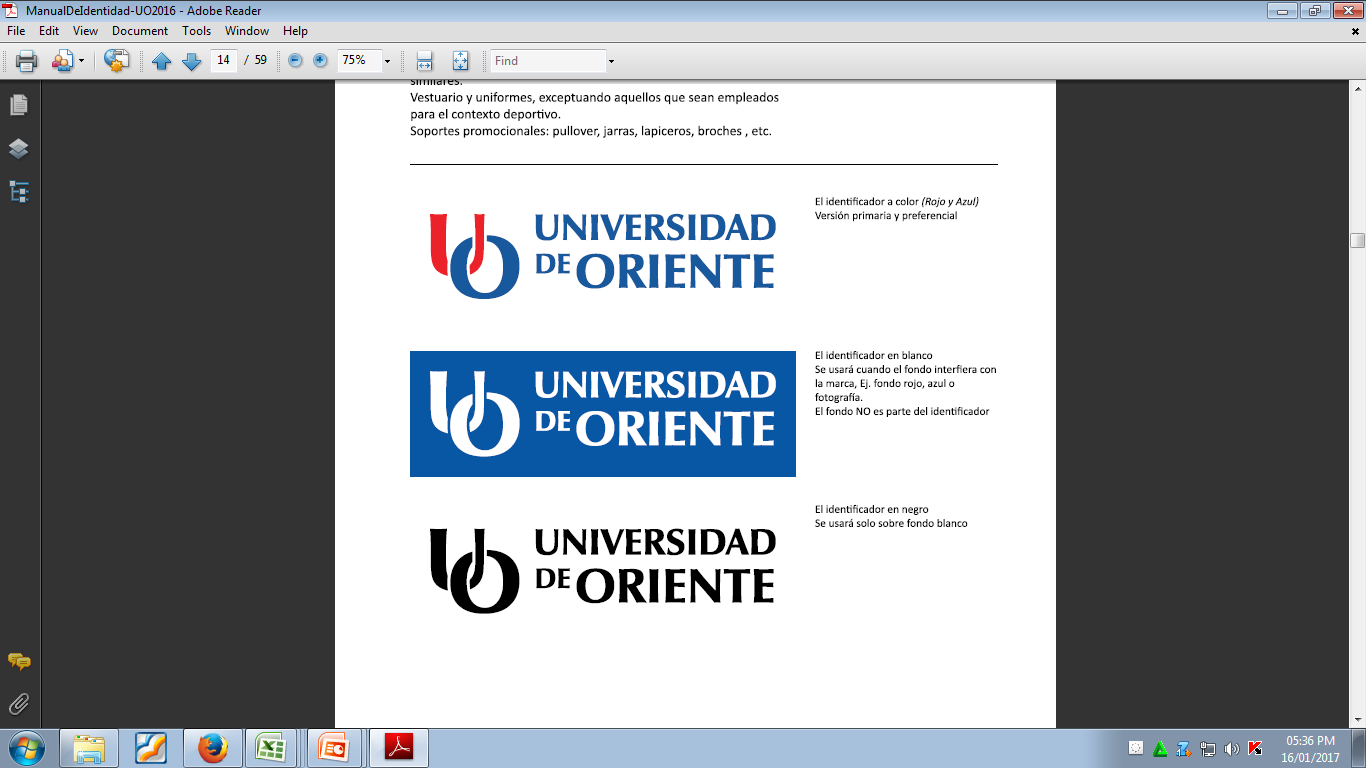 ManualDeIdentidad-UO2016 - Adobe Reader
File Edit View Document Tools Window Help
14 / 59 75% Find
similares.
Vestuario y uniformes, exceptuando aquellos que sean empleados
para el contexto deportivo.
Soportes promocionales: pullover, jarras, lapiceros, broches , etc.
UO UNIVERSIDAD
DE ORIENTE
El identificador a color (Rojo y Azul)
Versión primaria y preferencial
UO UNIVERSIDAD
DE ORIENTE
El identificador en blanco
Se usará cuando el fondo interfiera con
la marca, Ej. fondo rojo, azul o
fotografía.
El fondo NO es parte del identificador
UO UNIVERSIDAD
DE ORIENTE
El identificador en negro
Se usará solo sobre fondo blanco
05:36 PM
16/01/2017